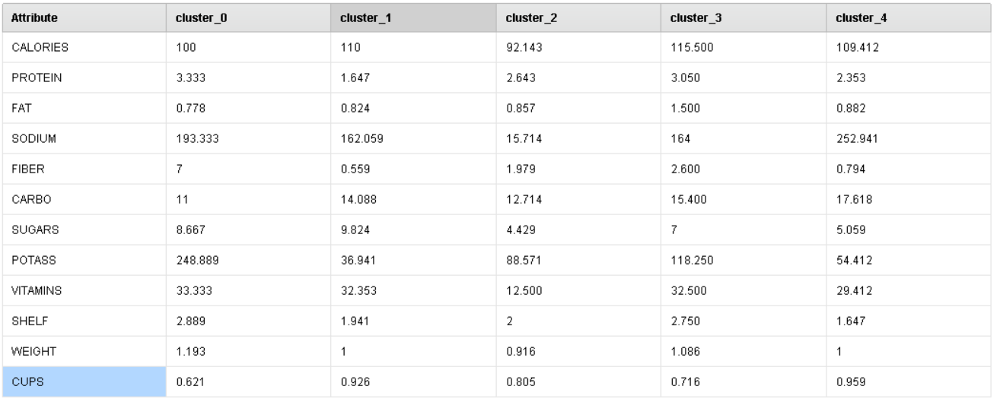 Attribute cluster_0 cluster_1 cluster_2 cluster_3 cluster_4
CALORIES 100 110 92.143 115.500 109.412
PROTEIN 3.333 1.647 2.643 3.050 2.353
FAT 0.778 0.824 0.857 1.500 0.882
SODIUM 193.333 162.059 15.714 164 252.941
FIBER 7 0.559 1.979 2.600 0.794
CARBO 11 14.088 12.714 15.400 17.618
SUGARS 8.667 9.824 4.429 7 5.059
POTASS 248.889 36.941 88.571 118.250 54.412
VITAMINS 33.333 32.353 12.500 32.500 29.412
SHELF 2.889 1.941 2 2.750 1.647
WEIGHT 1.193 1 0.916 1.086 1
CUPS 0.621 0.926 0.805 0.716 0.959